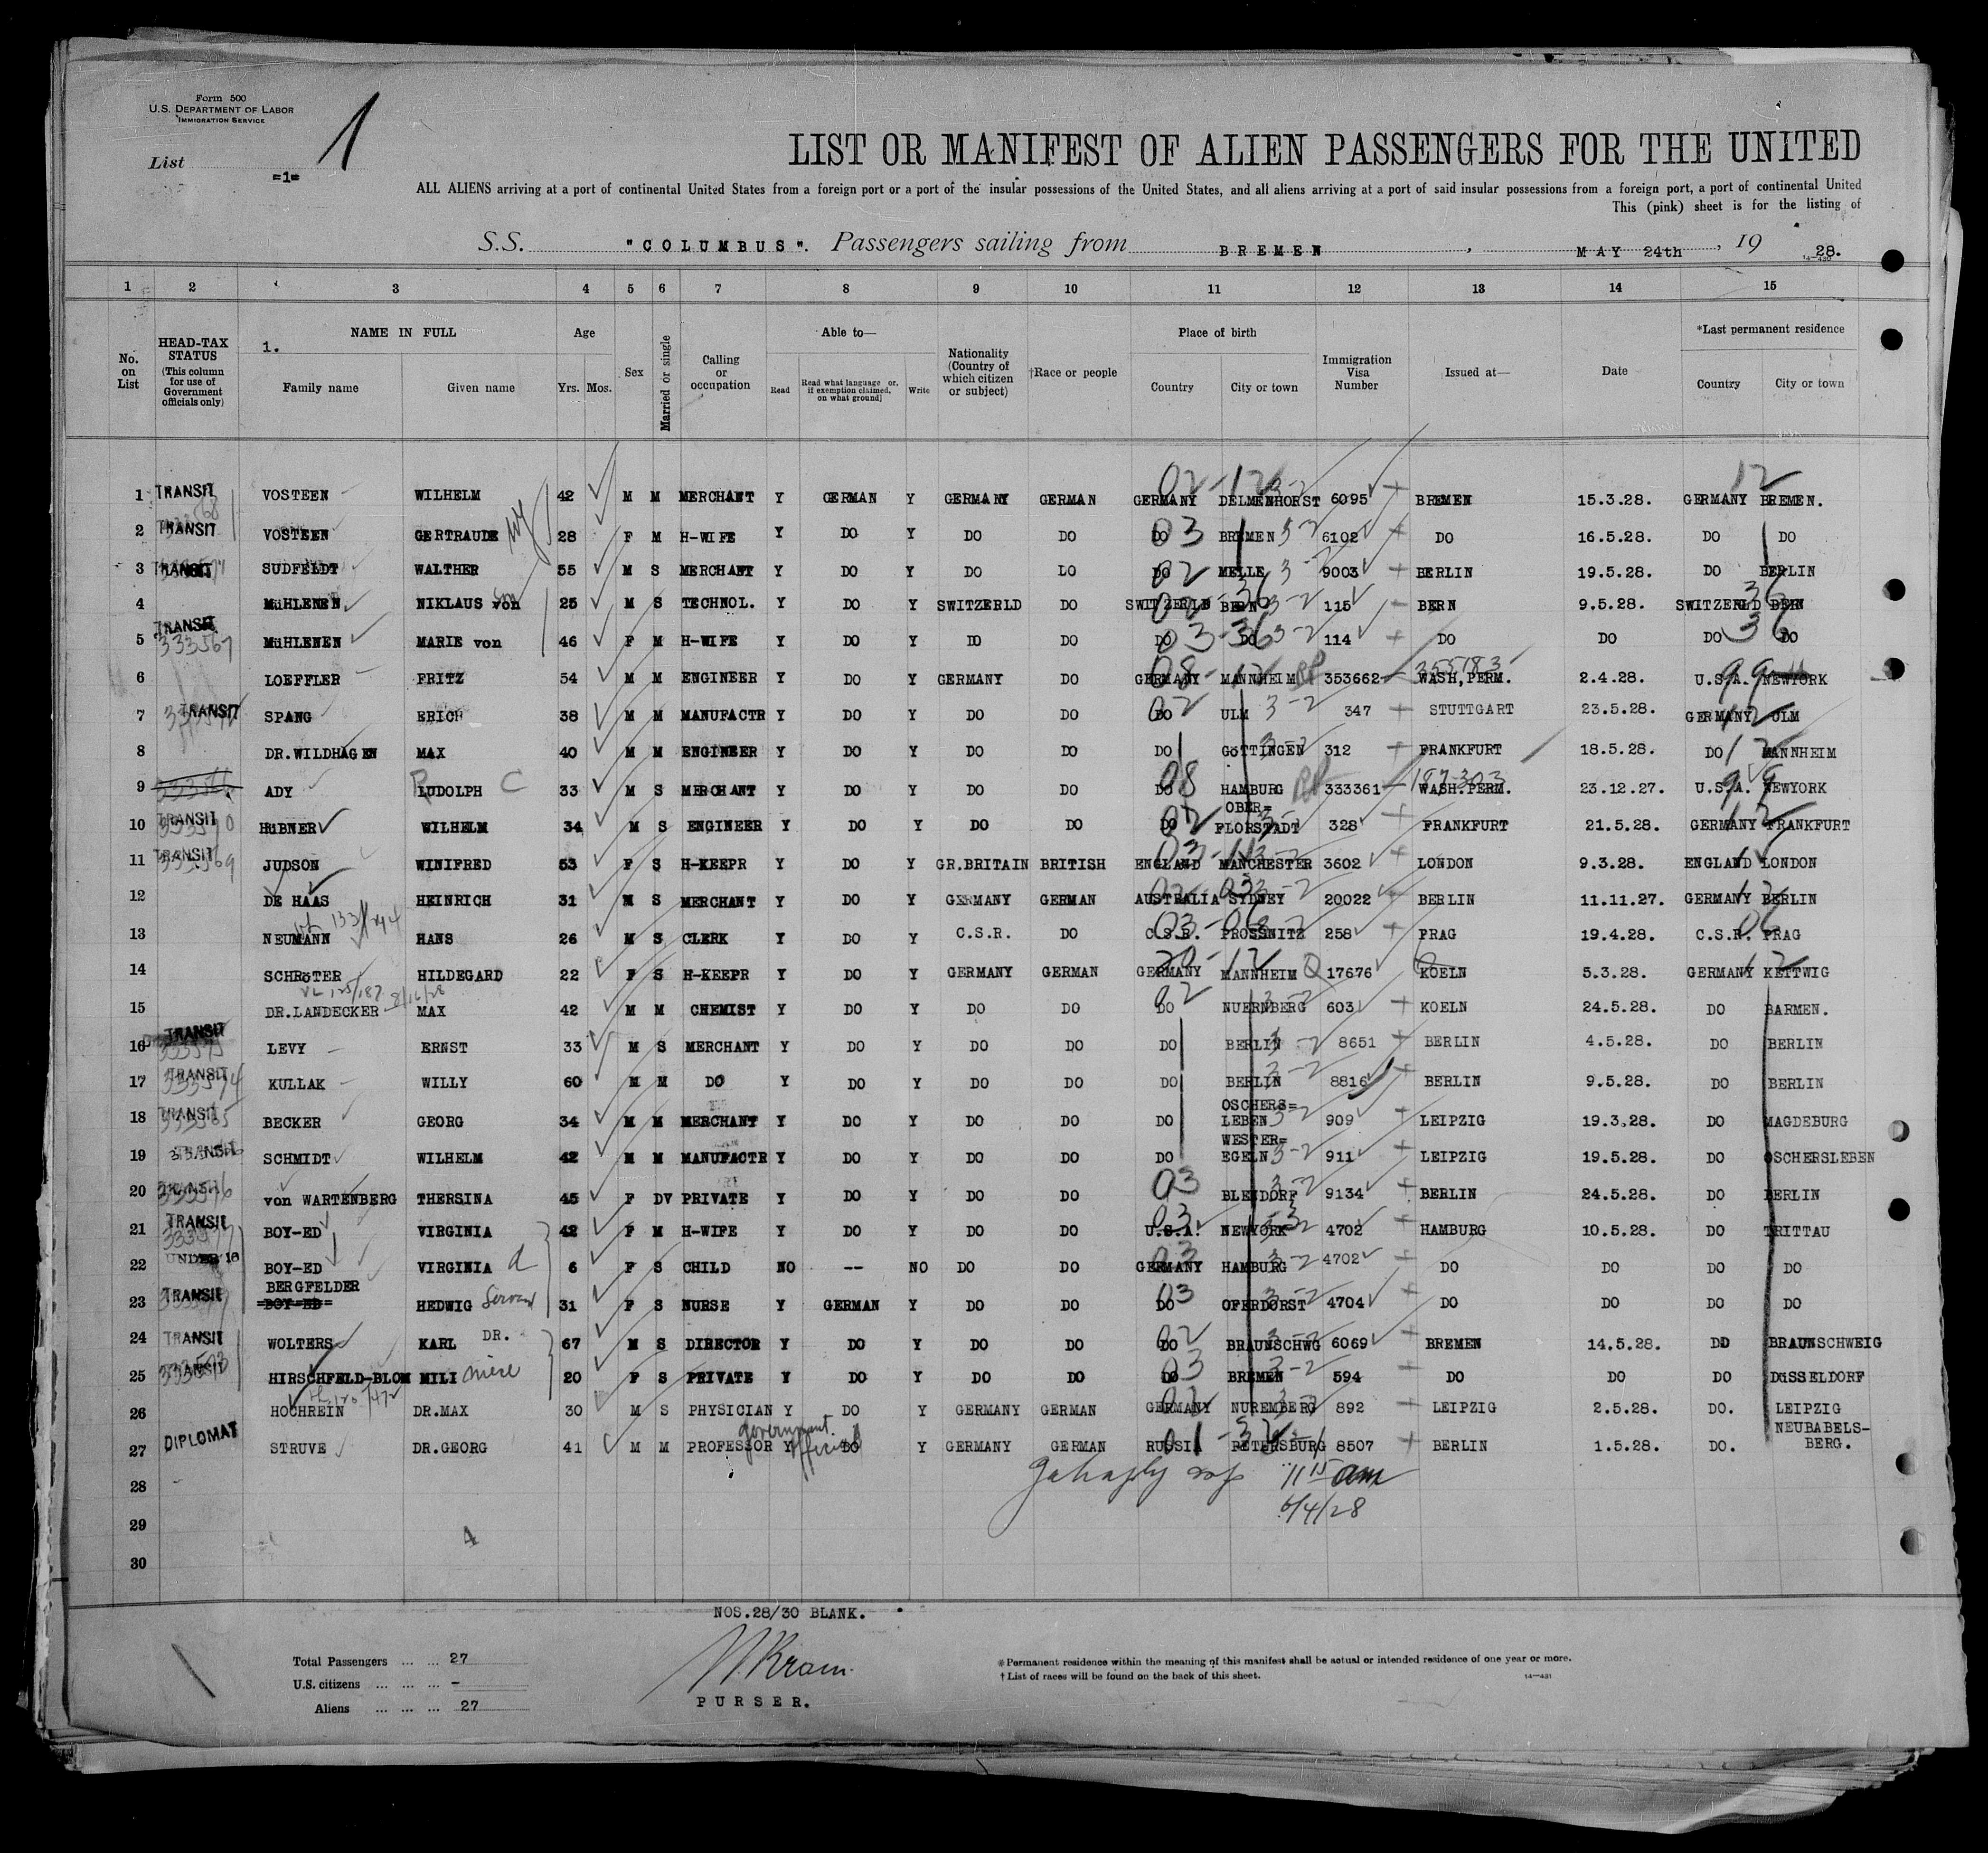 Form 500
U.S. DEPARTMENT OF LABOR
IMMIGRATION SERVICE
List =1= 1
LIST OR MANIFEST OF ALIEN PASSENGERS FOR THE UNITED
ALL ALIENS arriving at a port of continental United States from a foreign port or a port of the insular possessions of the United States, and all aliens arriving at a port of said insular possessions from a foreign port, a port of continental United
This (pink) sheet is for the listing of
S.S. "COLUMBUS". Passengers sailing from BREMEN, MAY 24th, 1928.
14—430
1 2 3 4 5 6 7 8 9 10 11 12 13 14 15
No. on List
HEAD-TAX STATUS (This column for use of Government officials only)
1. NAME IN FULL
Family name Given name
Age
Yrs. Mos.
Sex
Married or single
Calling or occupation
Able to—
Read Read what language or, if exemption claimed, on what ground] Write
Nationality (Country of which citizen or subject)
†Race or people
Place of birth
Country City or town
Immigration Visa Number
Issued at—
Date
*Last permanent residence
Country City or town
1 TRANSIT VOSTEEN WILHELM 42 M M MERCHANT Y GERMAN Y GERMANY GERMAN GERMANY DELMENHORST 6095 BREMEN 15.3.28. GERMANY BREMEN.
2 TRANSIT VOSTEEN GERTRAUDE 28 F M H-WIFE Y DO Y DO DO DO BREMEN 6102 DO 16.5.28. DO DO
3 TRANSIT SUDFELDT WALTHER 55 M S MERCHANT Y DO Y DO DO DO MELLE 9003 BERLIN 19.5.28. DO BERLIN
4 MüHLENEN NIKLAUS von 25 M S TECHNOL. Y DO Y SWITZERLD DO SWITZERLD BERN 115 BERN 9.5.28. SWITZERLD BERN
5 TRANSIT 333567 MüHLENEN MARIE von 46 F M H-WIFE Y DO Y DO DO DO DO 114 DO DO DO DO
6 LOEFFLER FRITZ 54 M M ENGINEER Y DO Y GERMANY DO GERMANY MANNHEIM 353662 355183 WASH, PERM. 2.4.28. U.S.A. NEWYORK
7 TRANSIT SPANG ERICH 38 M M MANUFACTR Y DO Y DO DO DO ULM 347 STUTTGART 23.5.28. GERMANY ULM
8 DR.WILDHAGEN MAX 40 M M ENGINEER Y DO Y DO DO DO GöTTINGEN 312 FRANKFURT 18.5.28. DO MANNHEIM
9 ADY RUDOLPH C 33 M S MERCHANT Y DO Y DO DO DO HAMBURG 333361 187303 WASH.PERM. 23.12.27. U.S.A. NEWYORK
10 TRANSIT HüBNER WILHELM 34 M S ENGINEER Y DO Y DO DO DO OBER= FLORSTADT 328 FRANKFURT 21.5.28. GERMANY FRANKFURT
11 TRANSIT JUDSON WINIFRED 53 F S H-KEEPR Y DO Y GR.BRITAIN BRITISH ENGLAND MANCHESTER 3602 LONDON 9.3.28. ENGLAND LONDON
12 DE HAAS HEINRICH 31 M S MERCHANT Y DO Y GERMANY GERMAN AUSTRALIA SYDNEY 20022 BERLIN 11.11.27. GERMANY BERLIN
13 NEUMANN HANS 26 M S CLERK Y DO Y C.S.R. DO C.S.R. PROSSNITZ 258 PRAG 19.4.28. C.S.R. PRAG
14 SCHRöTER HILDEGARD 22 F S H-KEEPR Y DO Y GERMANY GERMAN GERMANY MANNHEIM 17676 KOELN 5.3.28. GERMANY KETTWIG
15 DR.LANDECKER MAX 42 M M CHEMIST Y DO Y DO DO DO NUERNBERG 603 KOELN 24.5.28. DO BARMEN.
16 TRANSIT LEVY ERNST 33 M S MERCHANT Y DO Y DO DO DO BERLIN 8651 BERLIN 4.5.28. DO BERLIN
17 TRANSIT KULLAK WILLY 60 M M DO Y DO Y DO DO DO BERLIN 8816 BERLIN 9.5.28. DO BERLIN
18 TRANSIT BECKER GEORG 34 M M MERCHANT Y DO Y DO DO DO OSCHERS= LEBEN 909 LEIPZIG 19.3.28. DO MAGDEBURG
19 TRANSIT SCHMIDT WILHELM 42 M M MANUFACTR Y DO Y DO DO DO WESTER= EGELN 911 LEIPZIG 19.5.28. DO OSCHERSLEBEN
20 TRANSIT von WARTENBERG THERSINA 45 F DV PRIVATE Y DO Y DO DO BLENDORF 9134 BERLIN 24.5.28. DO BERLIN
21 TRANSIT BOY-ED VIRGINIA 42 F M H-WIFE Y DO Y DO DO U.S.A. NEWYORK 4702 HAMBURG 10.5.28. DO TRITTAU
22 UNDER 16 BOY-ED VIRGINIA d 6 F S CHILD NO -- NO DO DO GERMANY HAMBURG 4702 DO DO DO DO
23 TRANSIT BERGFELDER BOY-ED HEDWIG Servant 31 F S NURSE Y GERMAN Y DO DO DO OFERDORST 4704 DO DO DO DO
24 TRANSIT WOLTERS KARL DR. 67 M S DIRECTOR Y DO Y DO DO DO BRAUNSCHWG 6069 BREMEN 14.5.28. DO BRAUNSCHWEIG
25 TRANSIT HIRSCHFELD-BLOM MILI niece 20 F S PRIVATE Y DO Y DO DO DO BREMEN 594 DO DO DO DüSSELDORF
26 HOCHREIN DR.MAX 30 M S PHYSICIAN Y DO Y GERMANY GERMAN GERMANY NUREMBERG 892 LEIPZIG 2.5.28. DO. LEIPZIG
27 DIPLOMAT STRUVE DR.GEORG 41 M M PROFESSOR government official Y DO Y GERMANY GERMAN RUSSIA PETERSBURG 8507 BERLIN 1.5.28. DO. NEUBABELS- BERG.
28 11 15 am
6/4/28
29
30
NOS.28/30 BLANK.
Total Passengers ... ... 27
U.S. citizens ... ... ... -
Aliens ... ... ... 27
PURSER.
*Permanent residence within the meaning of this manifest shall be actual or intended residence of one year or more.
†List of races will be found on the back of this sheet.
14—431